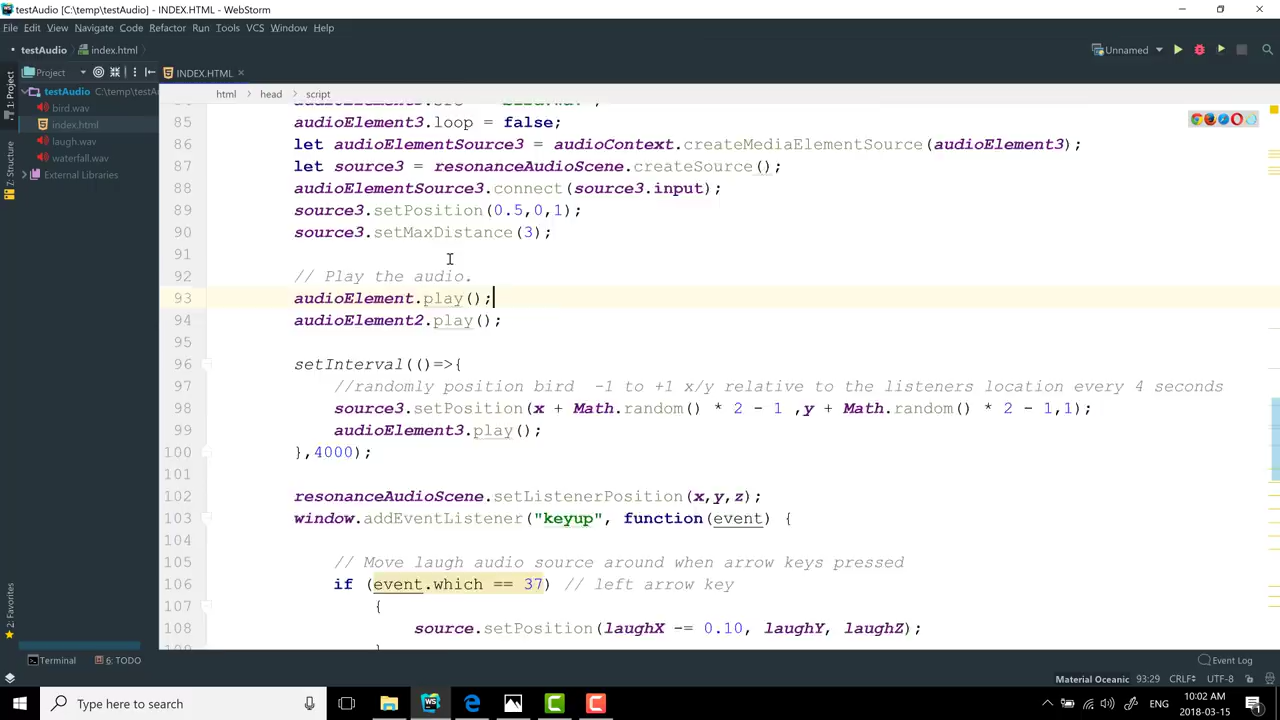 testAudio [C:\temp\testAudio] - INDEX.HTML - WebStorm
File Edit View Navigate Code Refactor Run Tools VCS Window Help
testAudio index.html Unnamed
Project INDEX.HTML
1: Project
testAudio C:\temp\testAudio
html head script
bird.wav
index.html
laugh.wav
waterfall.wav
External Libraries
7: Structure
2: Favorites
85 audioElement3.loop = false;
86 let audioElementSource3 = audioContext.createMediaElementSource(audioElement3);
87 let source3 = resonanceAudioScene.createSource();
88 audioElementSource3.connect(source3.input);
89 source3.setPosition(0.5,0,1);
90 source3.setMaxDistance(3);
91
92 // Play the audio.
93 audioElement.play();
94 audioElement2.play();
95
96 setInterval(()=>{
97 //randomly position bird  -1 to +1 x/y relative to the listeners location every 4 seconds
98 source3.setPosition(x + Math.random() * 2 - 1 ,y + Math.random() * 2 - 1,1);
99 audioElement3.play();
100 },4000);
101
102 resonanceAudioScene.setListenerPosition(x,y,z);
103 window.addEventListener("keyup", function(event) {
104
105 // Move laugh audio source around when arrow keys pressed
106 if (event.which == 37) // left arrow key
107 {
108 source.setPosition(laughX -= 0.10, laughY, laughZ);
Terminal 6: TODO Event Log
Material Oceanic 93:29 CRLF UTF-8
Type here to search ENG 10:02 AM
2018-03-15